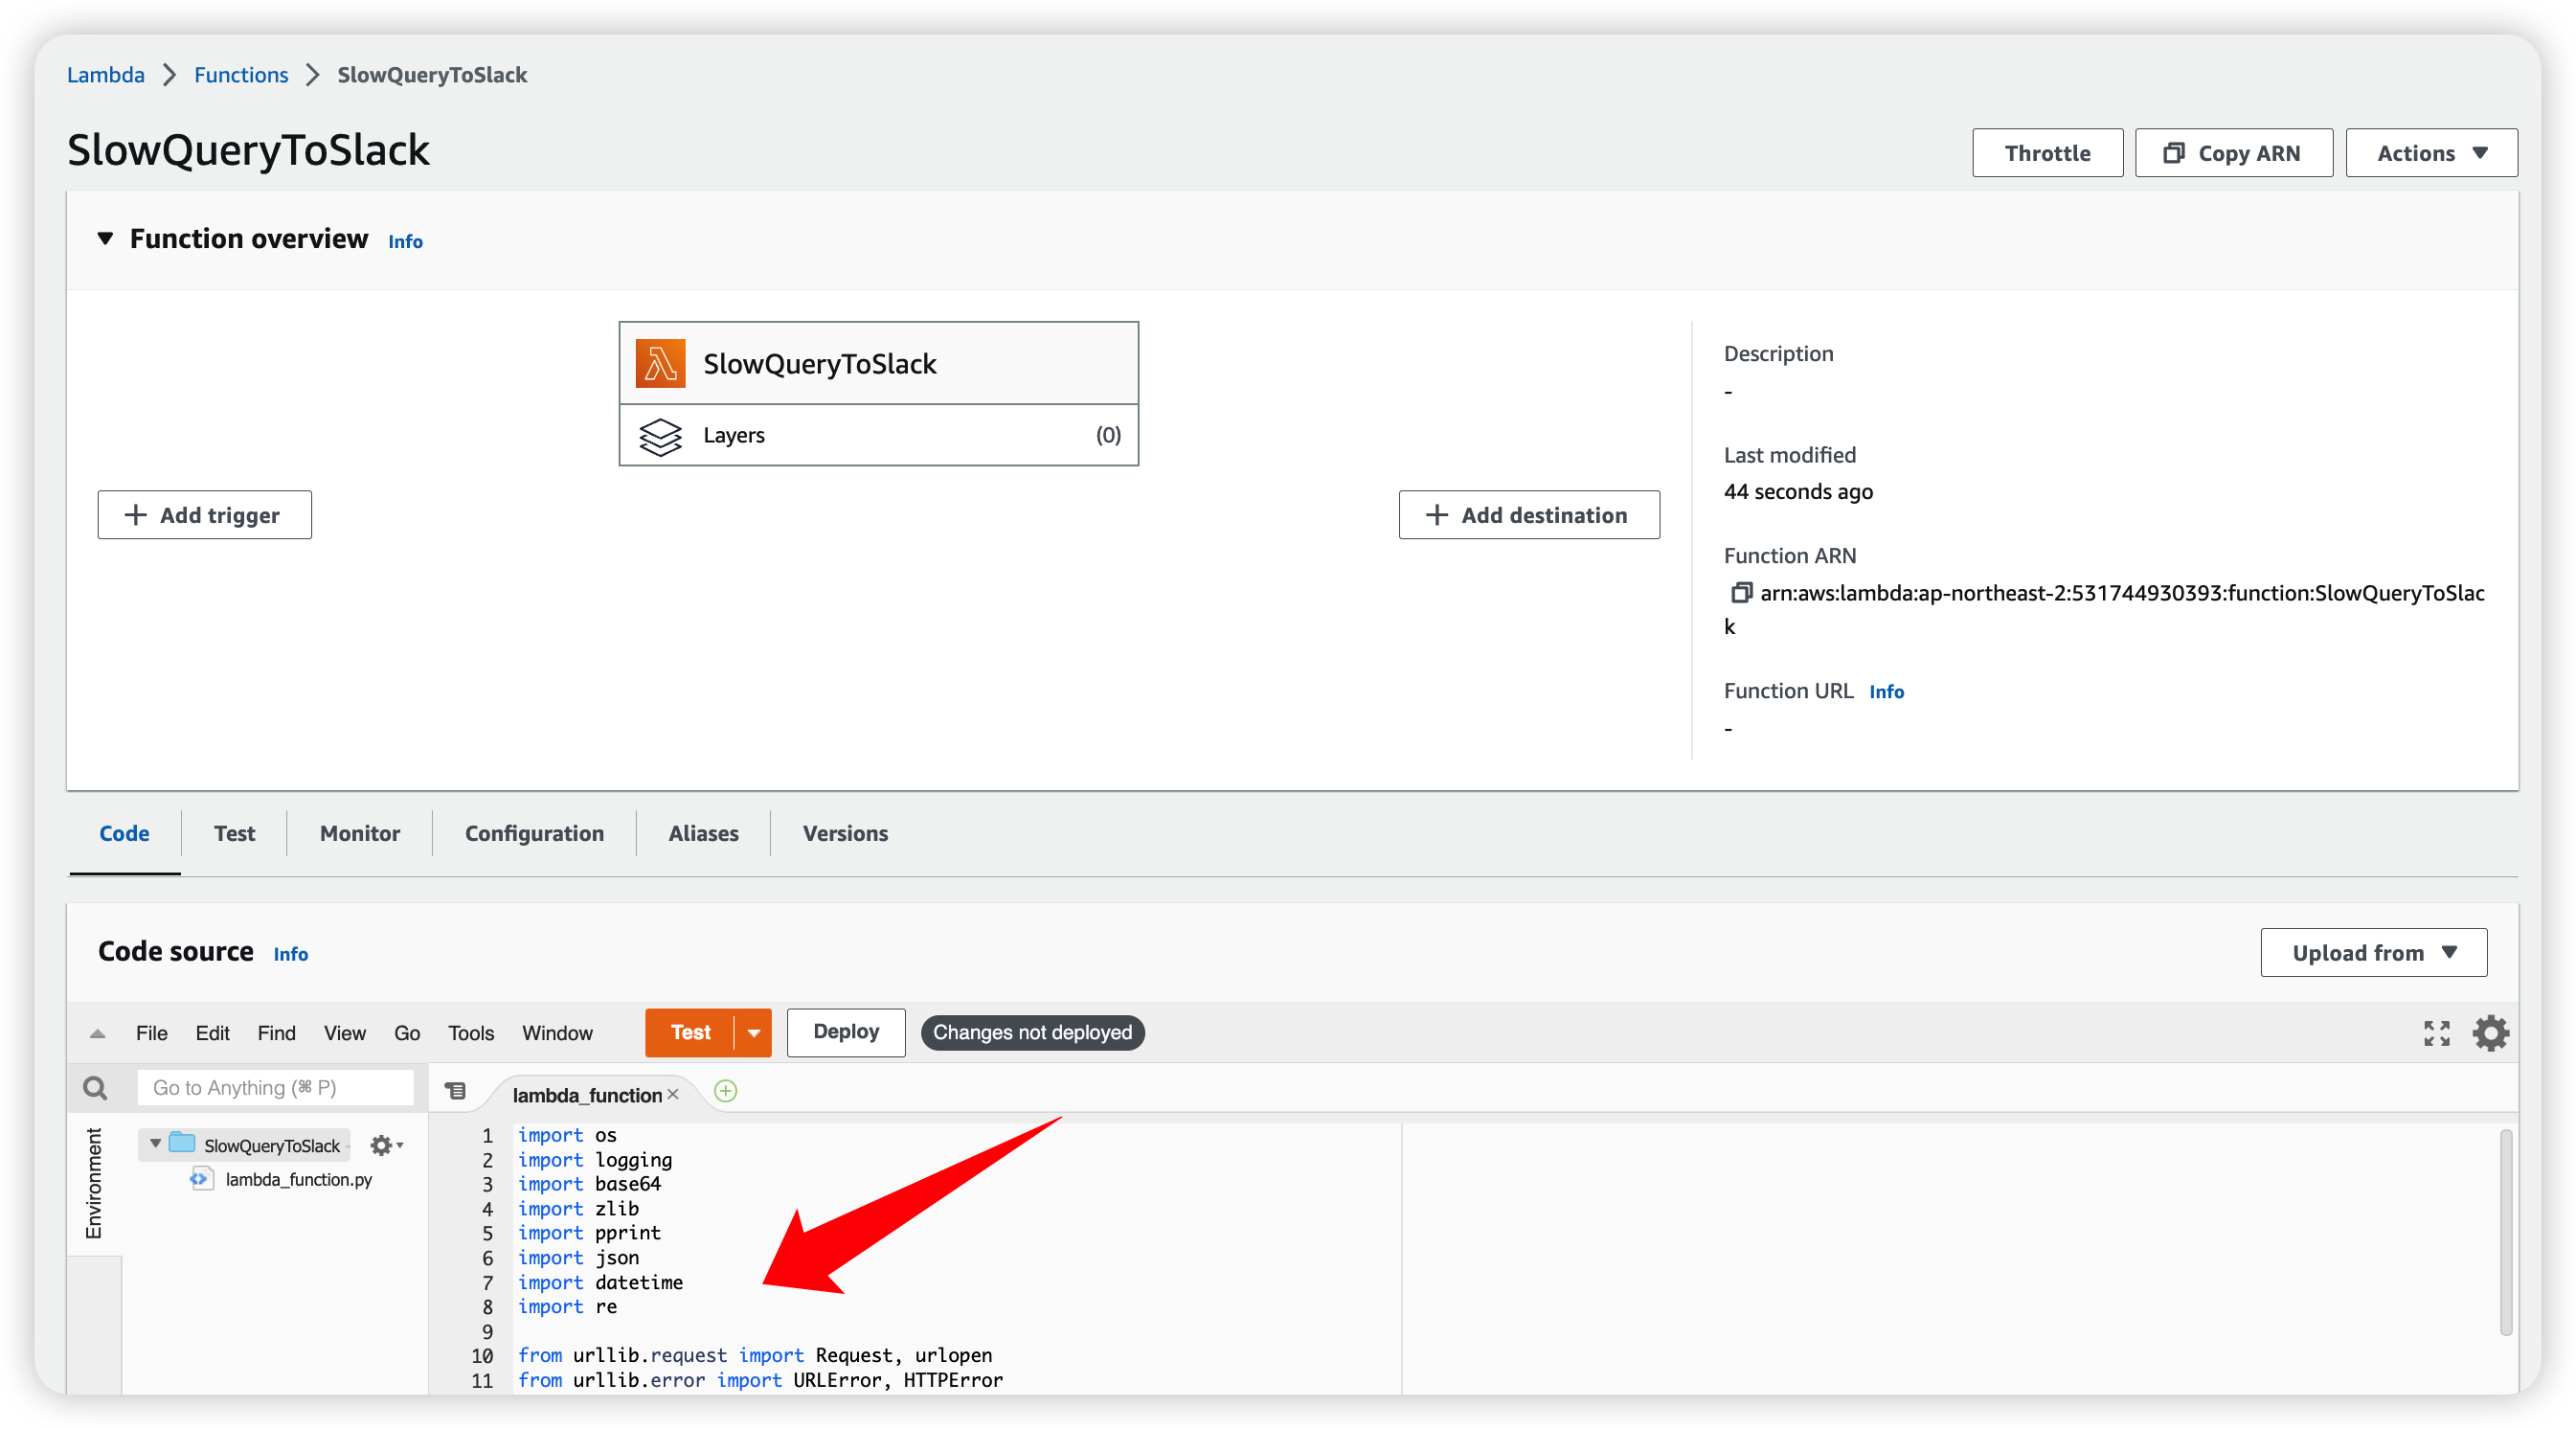 Lambda > Functions > SlowQueryToSlack
SlowQueryToSlack
Throttle
Copy ARN
Actions
Function overview Info
SlowQueryToSlack
Layers (0)
+ Add trigger
+ Add destination
Description
-
Last modified
44 seconds ago
Function ARN
arn:aws:lambda:ap-northeast-2:531744930393:function:SlowQueryToSlac
k
Function URL Info
-
Code Test Monitor Configuration Aliases Versions
Code source Info
Upload from
File Edit Find View Go Tools Window Test Deploy Changes not deployed
Go to Anything (⌘ P)
lambda_function ×
Environment
SlowQueryToSlack -
lambda_function.py
1 import os
2 import logging
3 import base64
4 import zlib
5 import pprint
6 import json
7 import datetime
8 import re
9
10 from urllib.request import Request, urlopen
11 from urllib.error import URLError, HTTPError